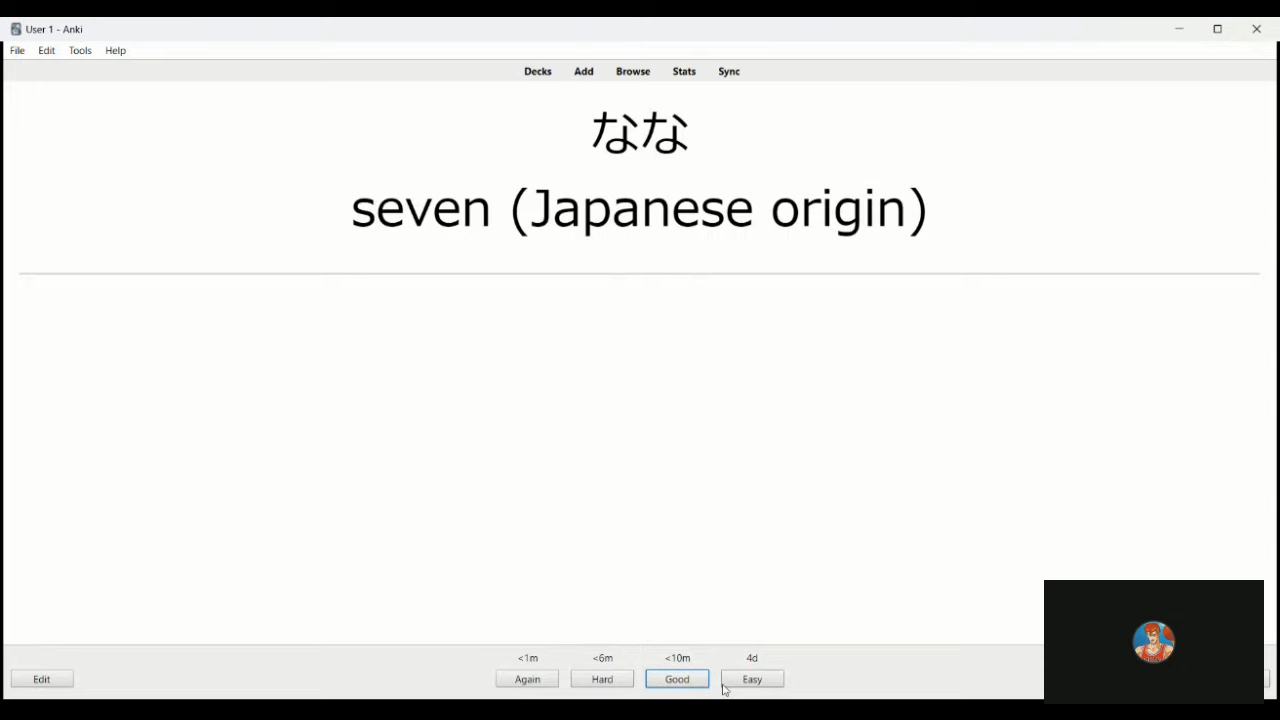 User 1 - Anki
File Edit Tools Help
Decks Add Browse Stats Sync
なな
seven (Japanese origin)
<1m <6m <10m 4d
Edit Again Hard Good Easy